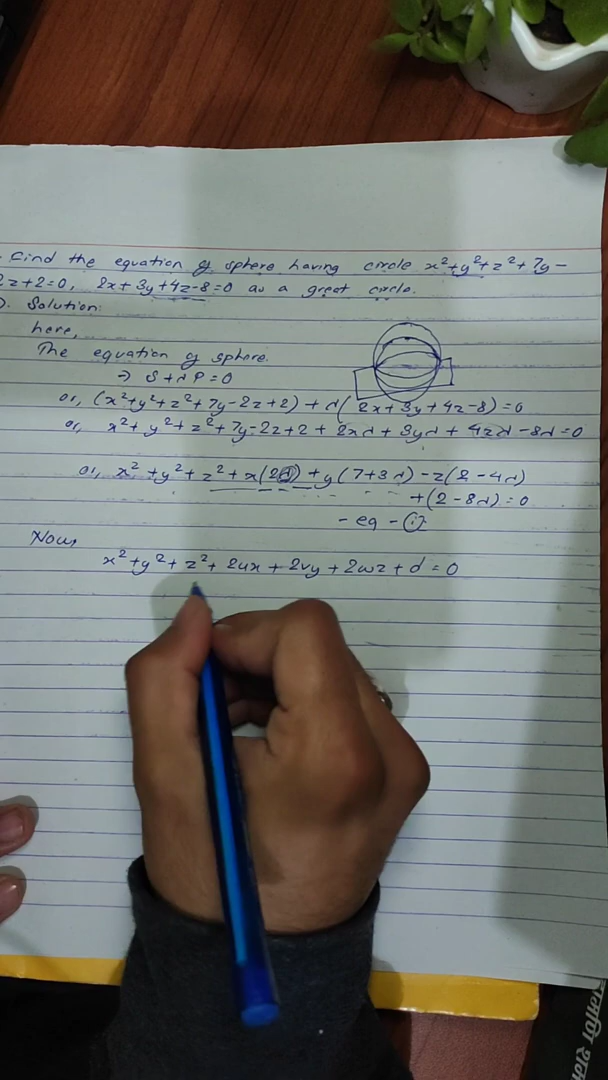 Find the equation of sphere having circle x²+y²+z²+7y-
2z+2=0, 2x+3y+4z-8=0 as a great circle.
Solution:
here,
The equation of sphere.
⇒ S+λP=0
or, (x²+y²+z²+7y-2z+2)+λ(2x+3y+4z-8)=0
or, x²+y²+z²+7y-2z+2+2xλ+3yλ+4zλ-8λ=0
or, x²+y²+z²+x(2λ)+y(7+3λ)-z(2-4λ)
+(2-8λ)=0
- eq - (i)
Now,
x²+y²+z²+2ux+2vy+2wz+d=0